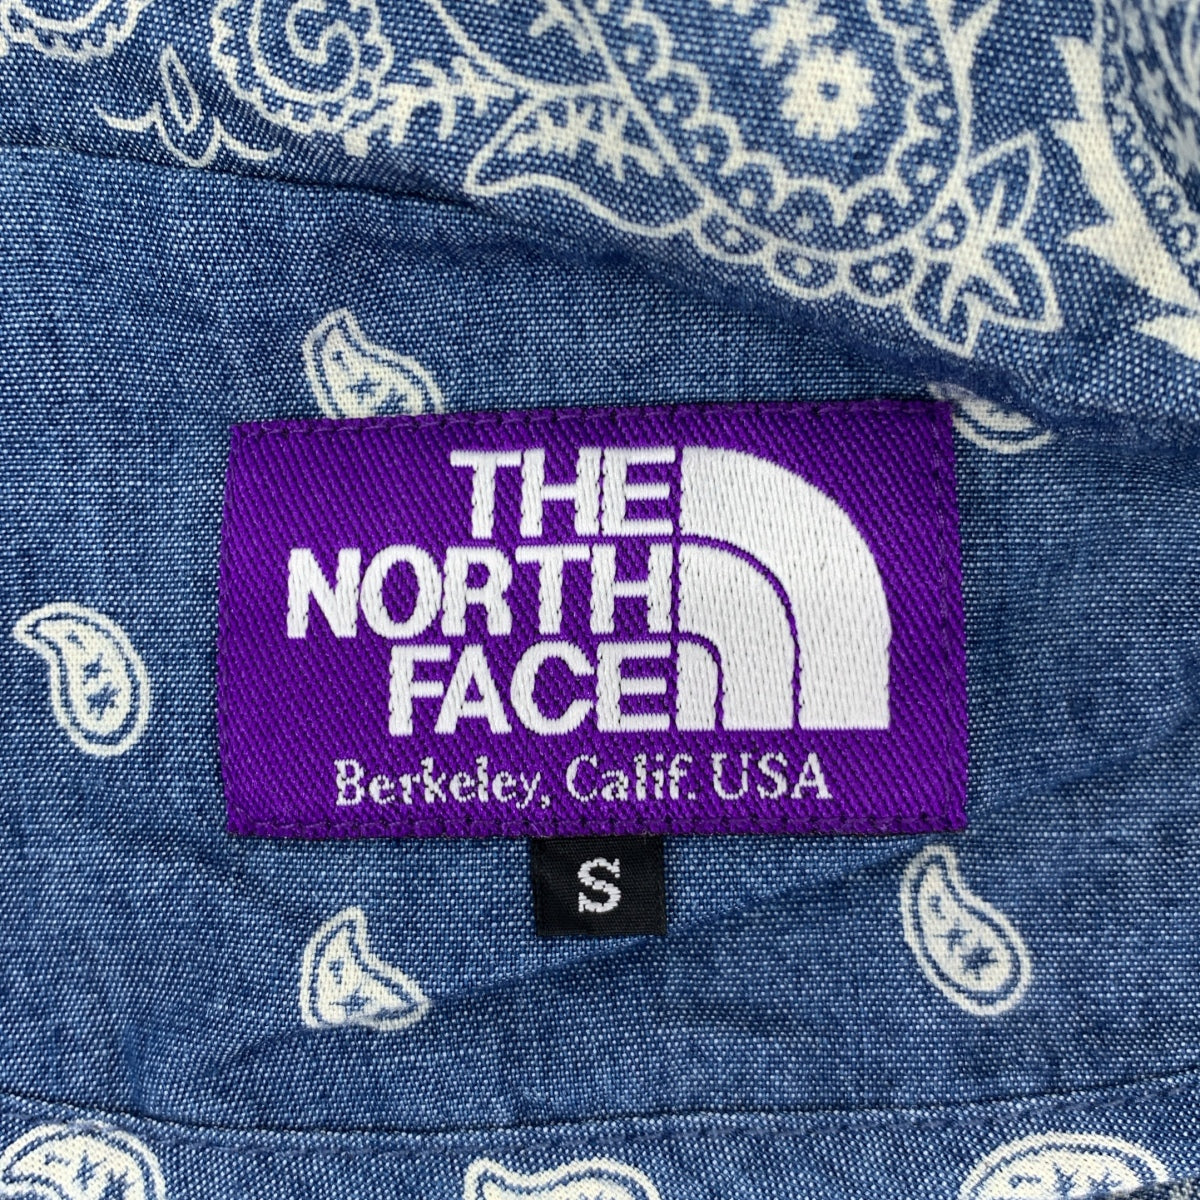 THE
NORTH
FACE
Berkeley, Calif. USA
S